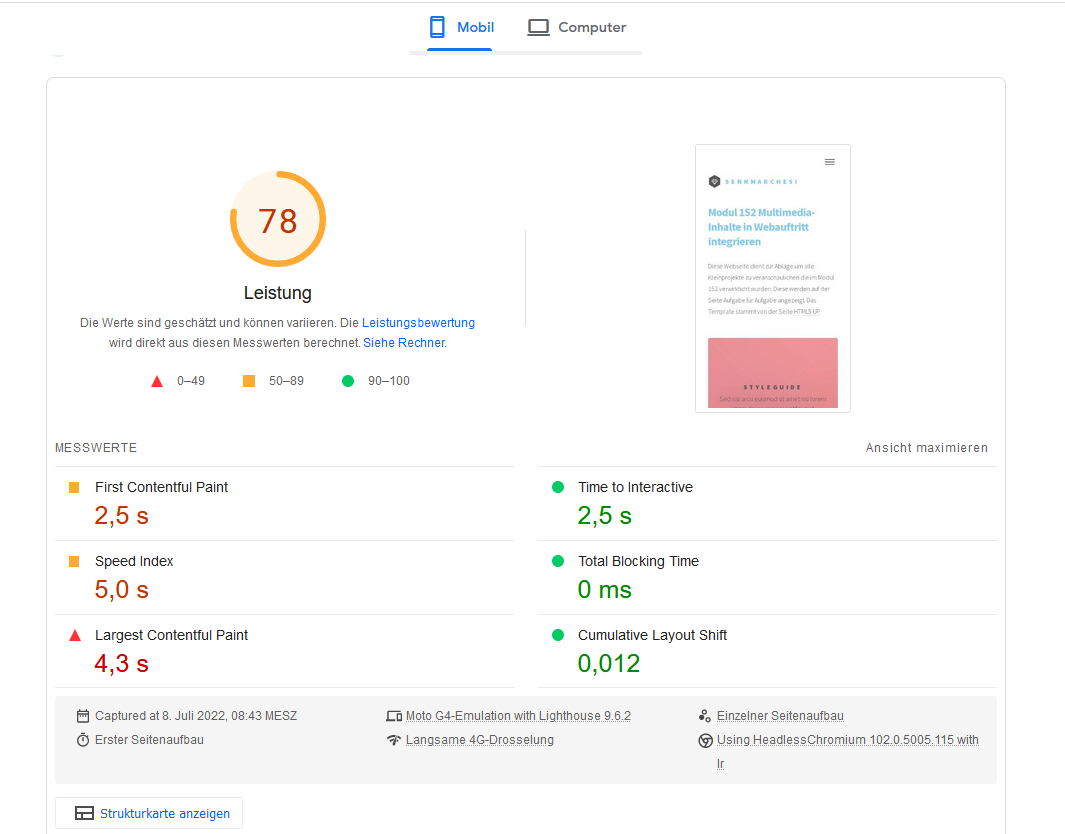 Mobil
Computer
78
Leistung
Die Werte sind geschätzt und können variieren. Die Leistungsbewertung
wird direkt aus diesen Messwerten berechnet. Siehe Rechner.
0–49
50–89
90–100
SENNMARCHESI
Modul 152 Multimedia-
Inhalte in Webauftritt
integrieren
Diese Webseite dient zur Ablage um alle
Kleinprojekte zu veranschaulichen die im Modul
152 verwirklicht wurden. Diese werden auf der
Seite Aufgabe für Aufgabe angezeigt. Das
Template stammt von der Seite HTML5 UP.
STYLEGUIDE
MESSWERTE
Ansicht maximieren
First Contentful Paint
2,5 s
Time to Interactive
2,5 s
Speed Index
5,0 s
Total Blocking Time
0 ms
Largest Contentful Paint
4,3 s
Cumulative Layout Shift
0,012
Captured at 8. Juli 2022, 08:43 MESZ
Moto G4-Emulation with Lighthouse 9.6.2
Einzelner Seitenaufbau
Erster Seitenaufbau
Langsame 4G-Drosselung
Using HeadlessChromium 102.0.5005.115 with
lr
Strukturkarte anzeigen